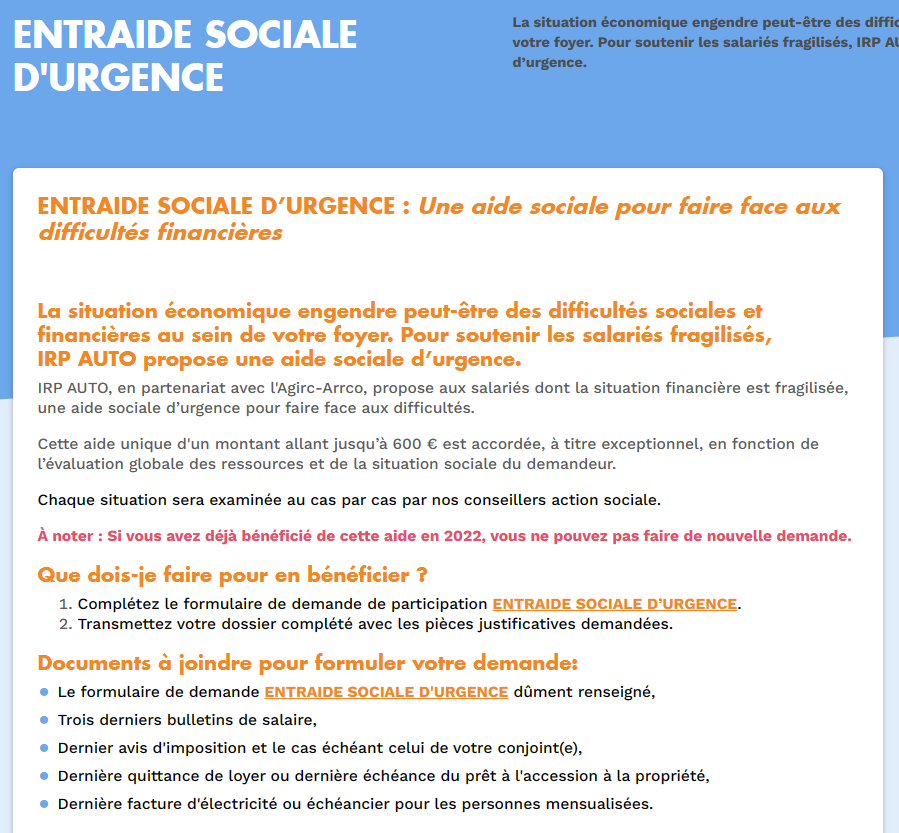 ENTRAIDE SOCIALE
D'URGENCE
La situation économique engendre peut-être des
votre foyer. Pour soutenir les salariés fragilisés, IRP
d’urgence.
ENTRAIDE SOCIALE D’URGENCE : Une aide sociale pour faire face aux
difficultés financières
La situation économique engendre peut-être des difficultés sociales et
financières au sein de votre foyer. Pour soutenir les salariés fragilisés,
IRP AUTO propose une aide sociale d’urgence.
IRP AUTO, en partenariat avec l'Agirc-Arrco, propose aux salariés dont la situation financière est fragilisée,
une aide sociale d’urgence pour faire face aux difficultés.
Cette aide unique d'un montant allant jusqu’à 600 € est accordée, à titre exceptionnel, en fonction de
l’évaluation globale des ressources et de la situation sociale du demandeur.
Chaque situation sera examinée au cas par cas par nos conseillers action sociale.
À noter : Si vous avez déjà bénéficié de cette aide en 2022, vous ne pouvez pas faire de nouvelle demande.
Que dois-je faire pour en bénéficier ?
1. Complétez le formulaire de demande de participation ENTRAIDE SOCIALE D’URGENCE.
2. Transmettez votre dossier complété avec les pièces justificatives demandées.
Documents à joindre pour formuler votre demande:
Le formulaire de demande ENTRAIDE SOCIALE D'URGENCE dûment renseigné,
Trois derniers bulletins de salaire,
Dernier avis d'imposition et le cas échéant celui de votre conjoint(e),
Dernière quittance de loyer ou dernière échéance du prêt à l'accession à la propriété,
Dernière facture d'électricité ou échéancier pour les personnes mensualisées.